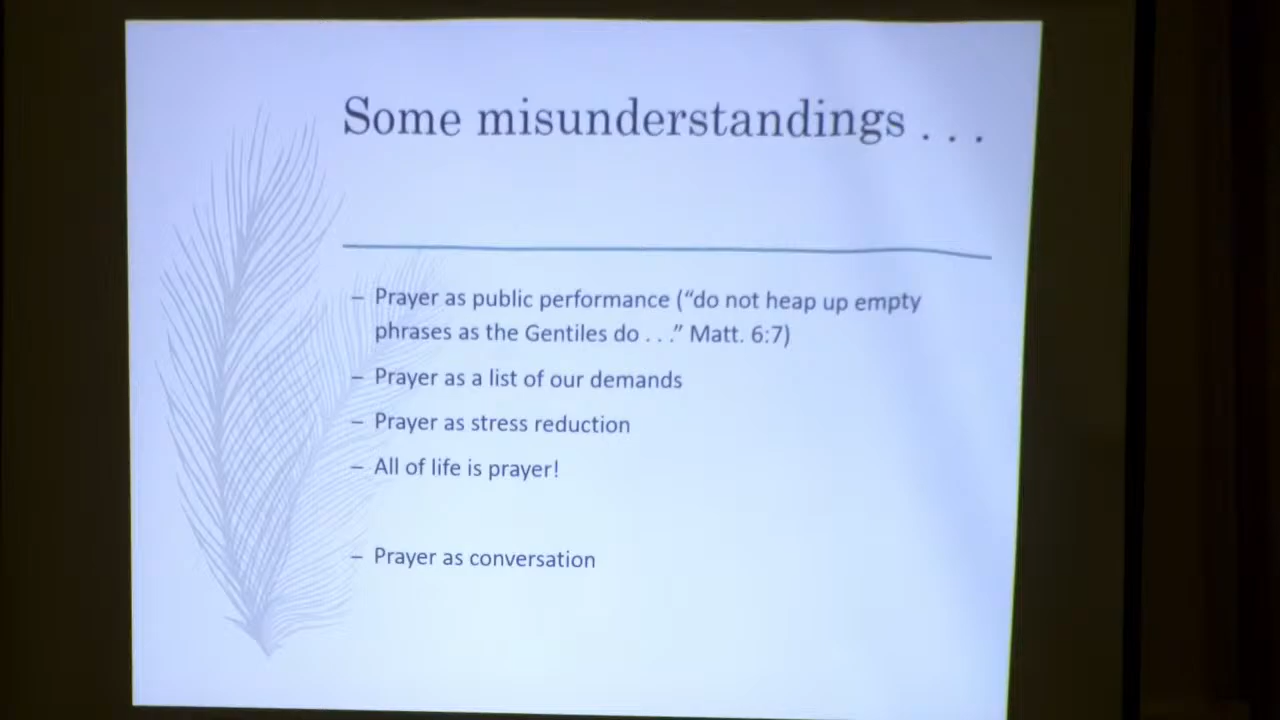 Some misunderstandings . . .
– Prayer as public performance (“do not heap up empty
phrases as the Gentiles do . . .” Matt. 6:7)
– Prayer as a list of our demands
– Prayer as stress reduction
– All of life is prayer!
– Prayer as conversation